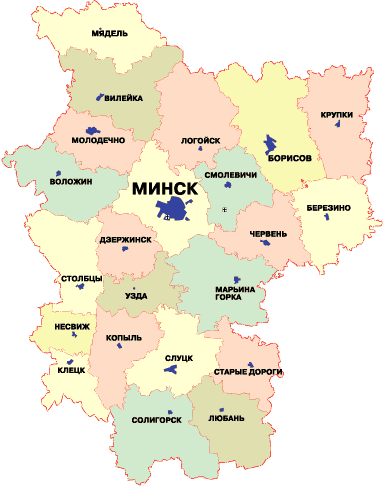 МЯДЕЛЬ
ВИЛЕЙКА
КРУПКИ
МОЛОДЕЧНО
ЛОГОЙСК
БОРИСОВ
ВОЛОЖИН
СМОЛЕВИЧИ
МИНСК
БЕРЕЗИНО
ДЗЕРЖИНСК
ЧЕРВЕНЬ
СТОЛБЦЫ
УЗДА
МАРЬИНА
ГОРКА
НЕСВИЖ
КОПЫЛЬ
СЛУЦК
КЛЕЦК
СТАРЫЕ ДОРОГИ
СОЛИГОРСК
ЛЮБАНЬ